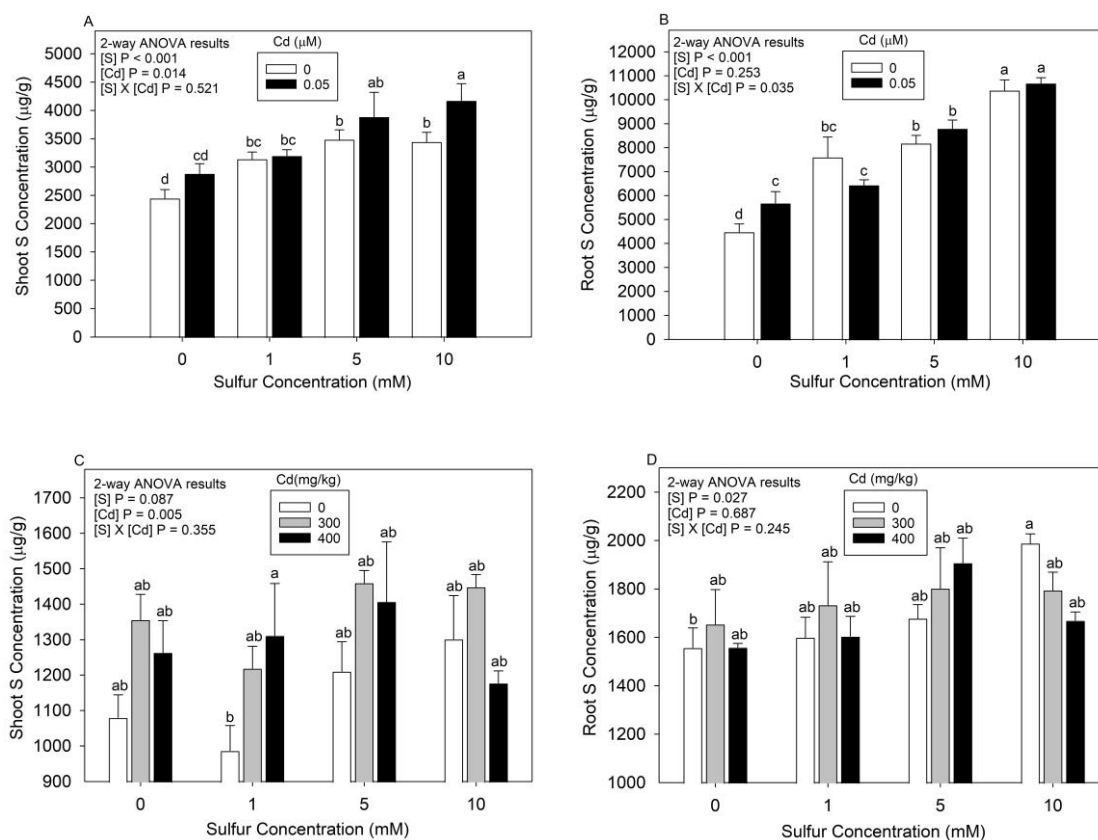 A
2-way ANOVA results
[S] P < 0.001
[Cd] P = 0.014
[S] X [Cd] P = 0.521
Cd (μM)
0
0.05
Shoot S Concentration (μg/g)
5000
4500
4000
3500
3000
2500
2000
1500
1000
500
0
d
cd
bc
bc
b
ab
b
a
0
1
5
10
Sulfur Concentration (mM)
B
2-way ANOVA results
[S] P < 0.001
[Cd] P = 0.253
[S] X [Cd] P = 0.035
Cd (μM)
0
0.05
Root S Concentration (μg/g)
12000
11000
10000
9000
8000
7000
6000
5000
4000
3000
2000
1000
0
d
c
bc
c
b
b
a
a
0
1
5
10
Sulfur Concentration (mM)
C
2-way ANOVA results
[S] P = 0.087
[Cd] P = 0.005
[S] X [Cd] P = 0.355
Cd(mg/kg)
0
300
400
Shoot S Concentration (μg/g)
1700
1600
1500
1400
1300
1200
1100
1000
900
ab
ab
ab
b
ab
a
ab
ab
ab
ab
ab
ab
0
1
5
10
Sulfur Concentration (mM)
D
2-way ANOVA results
[S] P = 0.027
[Cd] P = 0.687
[S] X [Cd] P = 0.245
Cd (mg/kg)
0
300
400
Root S Concentration (μg/g)
2200
2000
1800
1600
1400
1200
1000
b
ab
ab
ab
ab
ab
ab
ab
ab
a
ab
ab
0
1
5
10
Sulfur Concentration (mM)